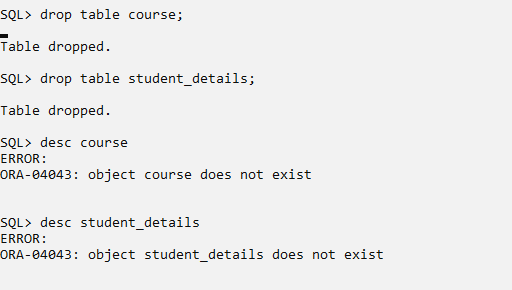 SQL> drop table course;
Table dropped.
SQL> drop table student_details;
Table dropped.
SQL> desc course
ERROR:
ORA-04043: object course does not exist
SQL> desc student_details
ERROR:
ORA-04043: object student_details does not exist